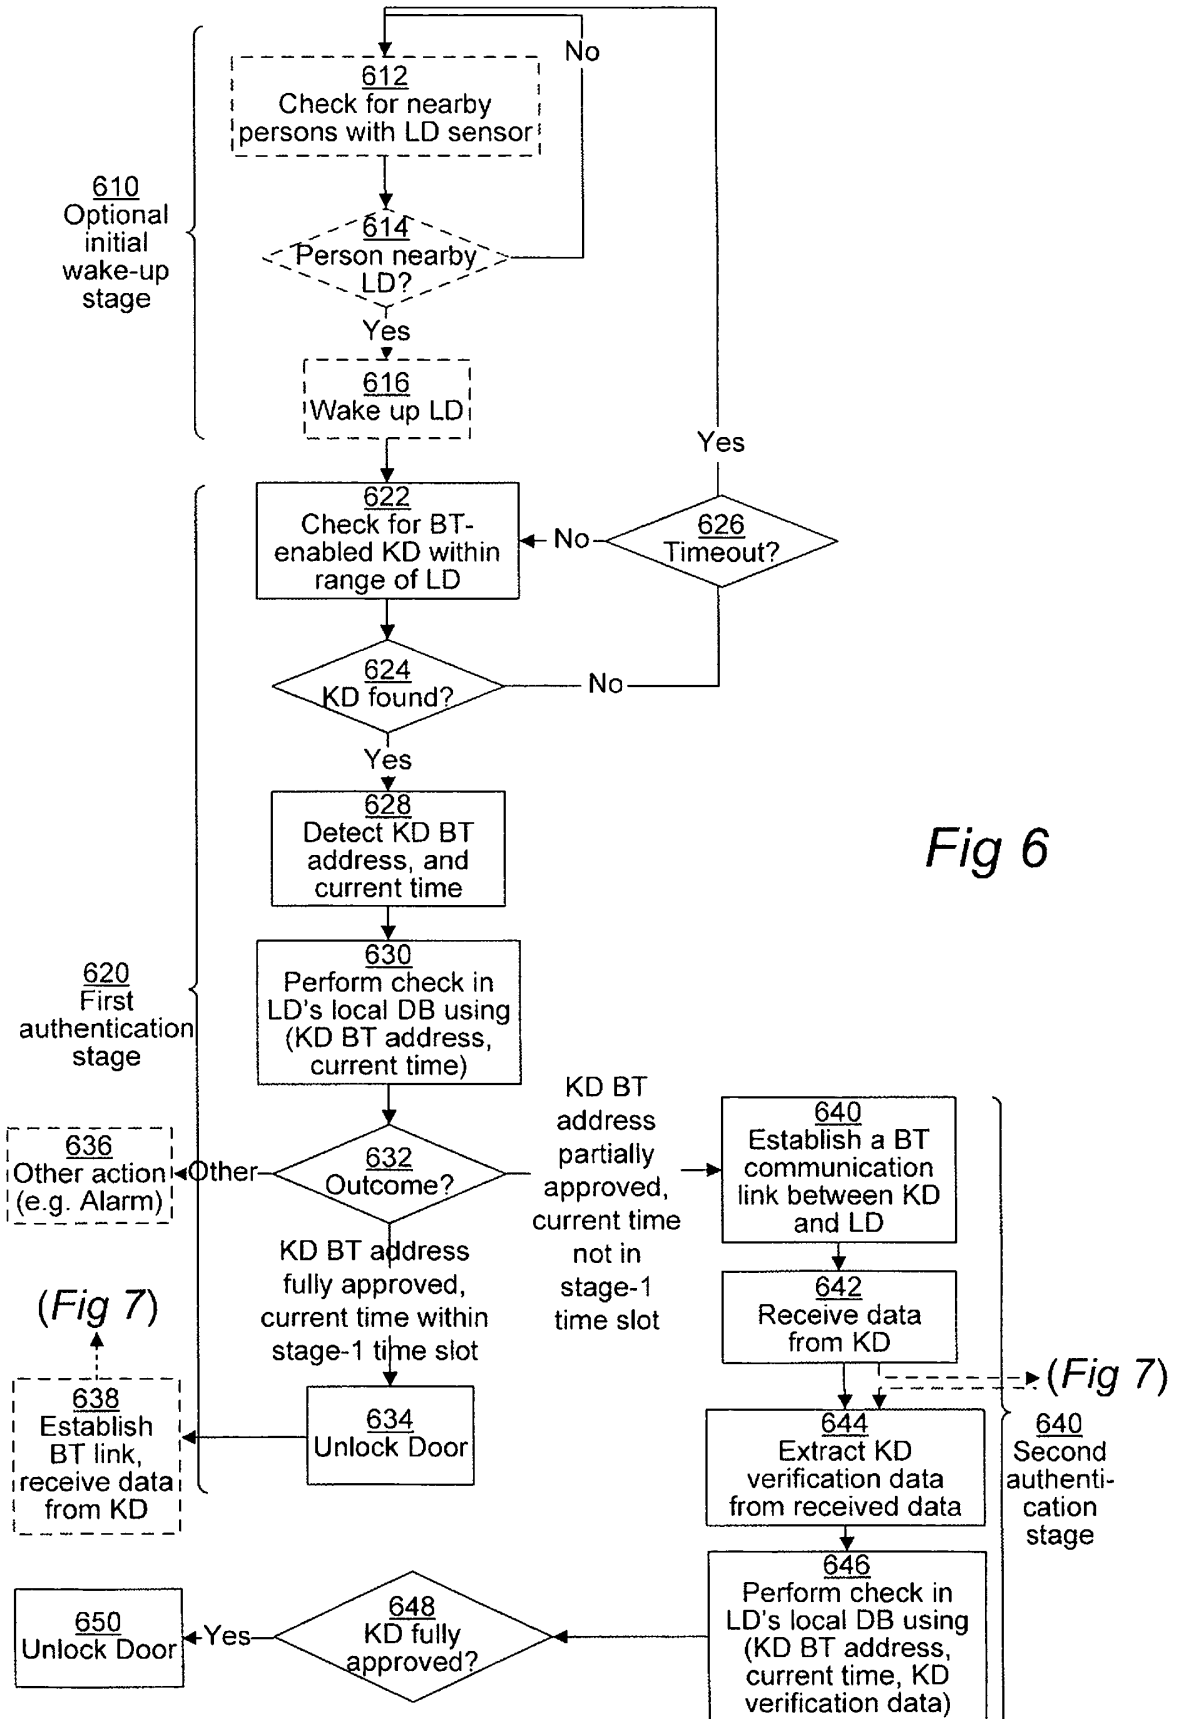 No
612
Check for nearby
persons with LD sensor
610
Optional
initial
wake-up
stage
614
Person nearby
LD?
Yes
616
Wake up LD
Yes
622
Check for BT-
enabled KD within
range of LD
No
626
Timeout?
624
KD found?
No
Yes
628
Detect KD BT
address, and
current time
Fig 6
630
Perform check in
LD's local DB using
(KD BT address,
current time)
620
First
authentication
stage
636
Other action
(e.g. Alarm)
Other
632
Outcome?
KD BT
address
partially
approved,
current time
not in
stage-1
time slot
640
Establish a BT
communication
link between KD
and LD
KD BT address
fully approved,
current time within
stage-1 time slot
642
Receive data
from KD
(Fig 7)
(Fig 7)
638
Establish
BT link,
receive data
from KD
634
Unlock Door
644
Extract KD
verification data
from received data
640
Second
authenti-
cation
stage
646
Perform check in
LD's local DB using
(KD BT address,
current time, KD
verification data)
648
KD fully
approved?
Yes
650
Unlock Door